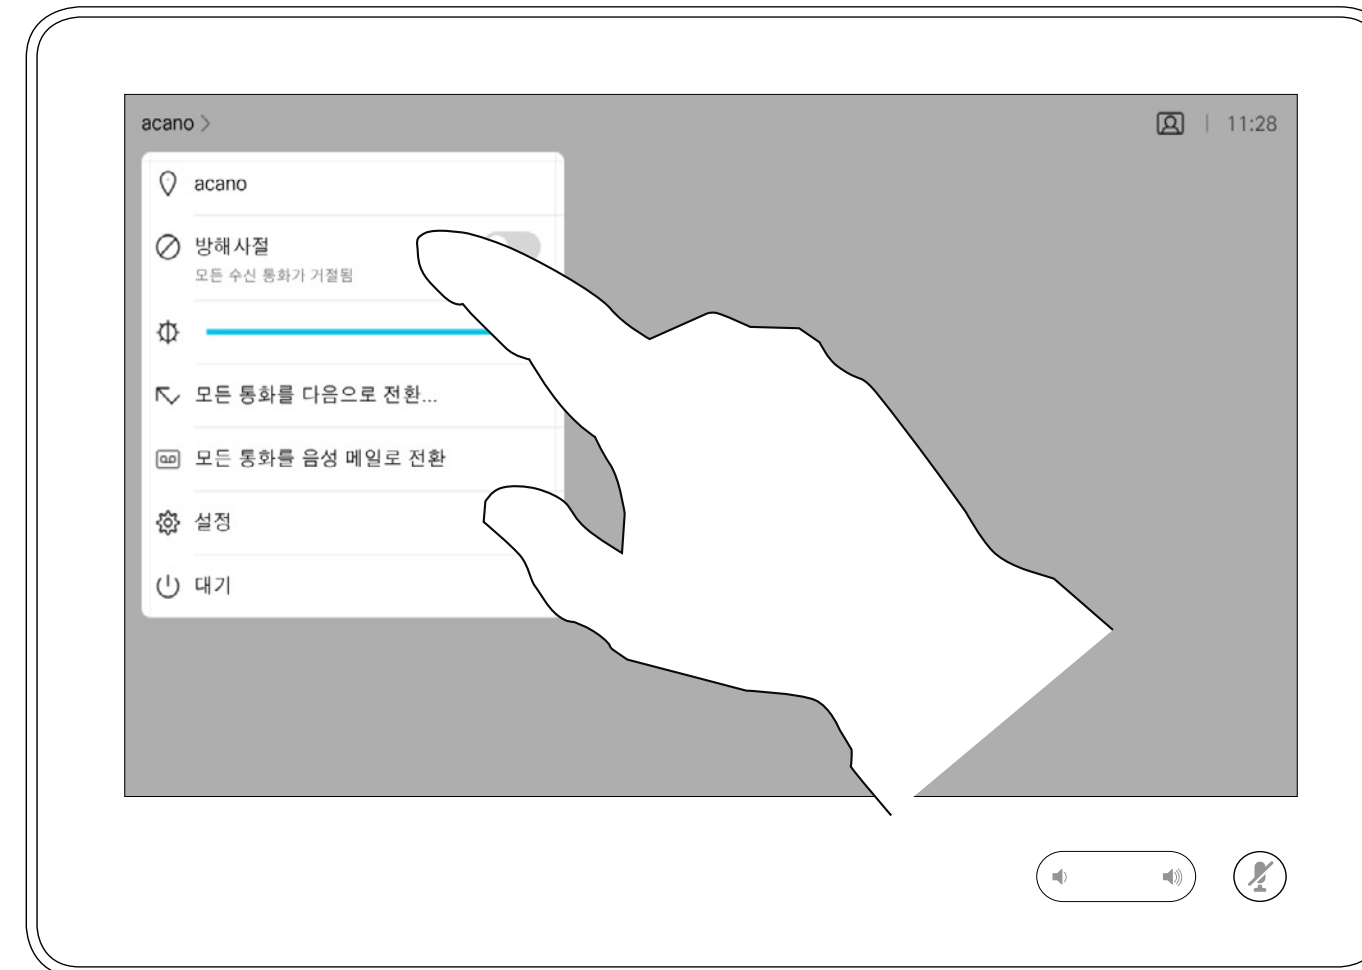 acano >
11:28
acano
방해사절
모든 수신 통화가 거절됨
모든 통화를 다음으로 전환...
모든 통화를 음성 메일로 전환
설정
대기